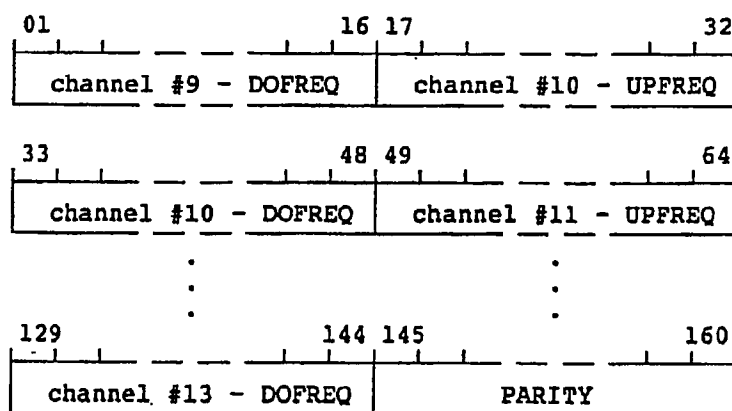 01 16 17 32
channel #9 - DOFREQ channel #10 - UPFREQ
33 48 49 64
channel #10 - DOFREQ channel #11 - UPFREQ
129 144 145 160
channel #13 - DOFREQ PARITY